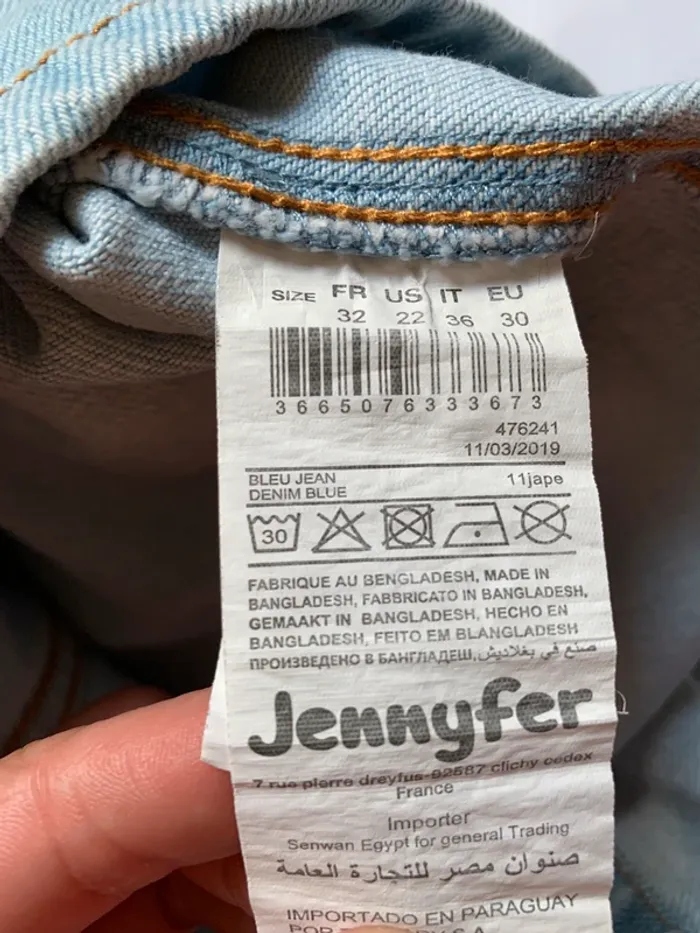 SIZE FR US IT EU
32 22 36 30
3665076333673
476241
11/03/2019
BLEU JEAN 11jape
DENIM BLUE
30
FABRIQUE AU BENGLADESH, MADE IN
BANGLADESH, FABBRICATO IN BANGLADESH,
GEMAAKT IN BANGLADESH, HECHO EN
BANGLADESH, FEITO EM BLANGLADESH
ПРОИЗВЕДЕНО В БАНГЛАДЕШ, صنع في بغلاديش
Jennyfer
7 rue pierre dreyfus-92587 clichy cedex
France
Importer
Senwan Egypt for general Trading
صنوان مصر للتجارة العامة
IMPORTADO EN PARAGUAY
POR